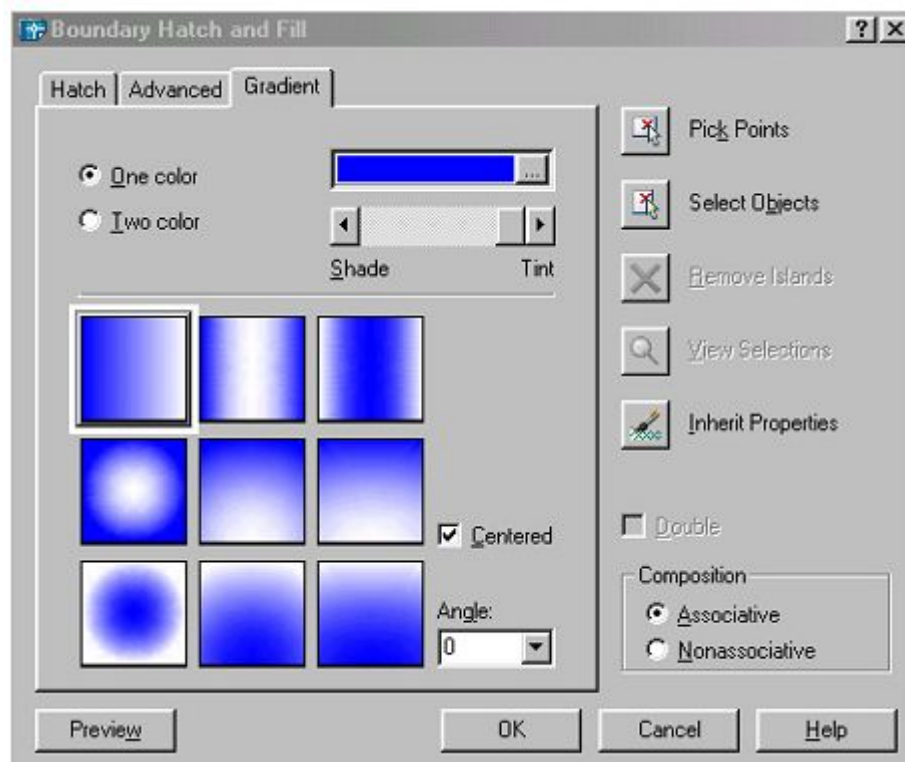 Boundary Hatch and Fill
Hatch
Advanced
Gradient
One color
...
Two color
Shade
Tint
Centered
Angle:
0
Pick Points
Select Objects
Remove Islands
View Selections
Inherit Properties
Double
Composition
Associative
Nonassociative
Preview
OK
Cancel
Help